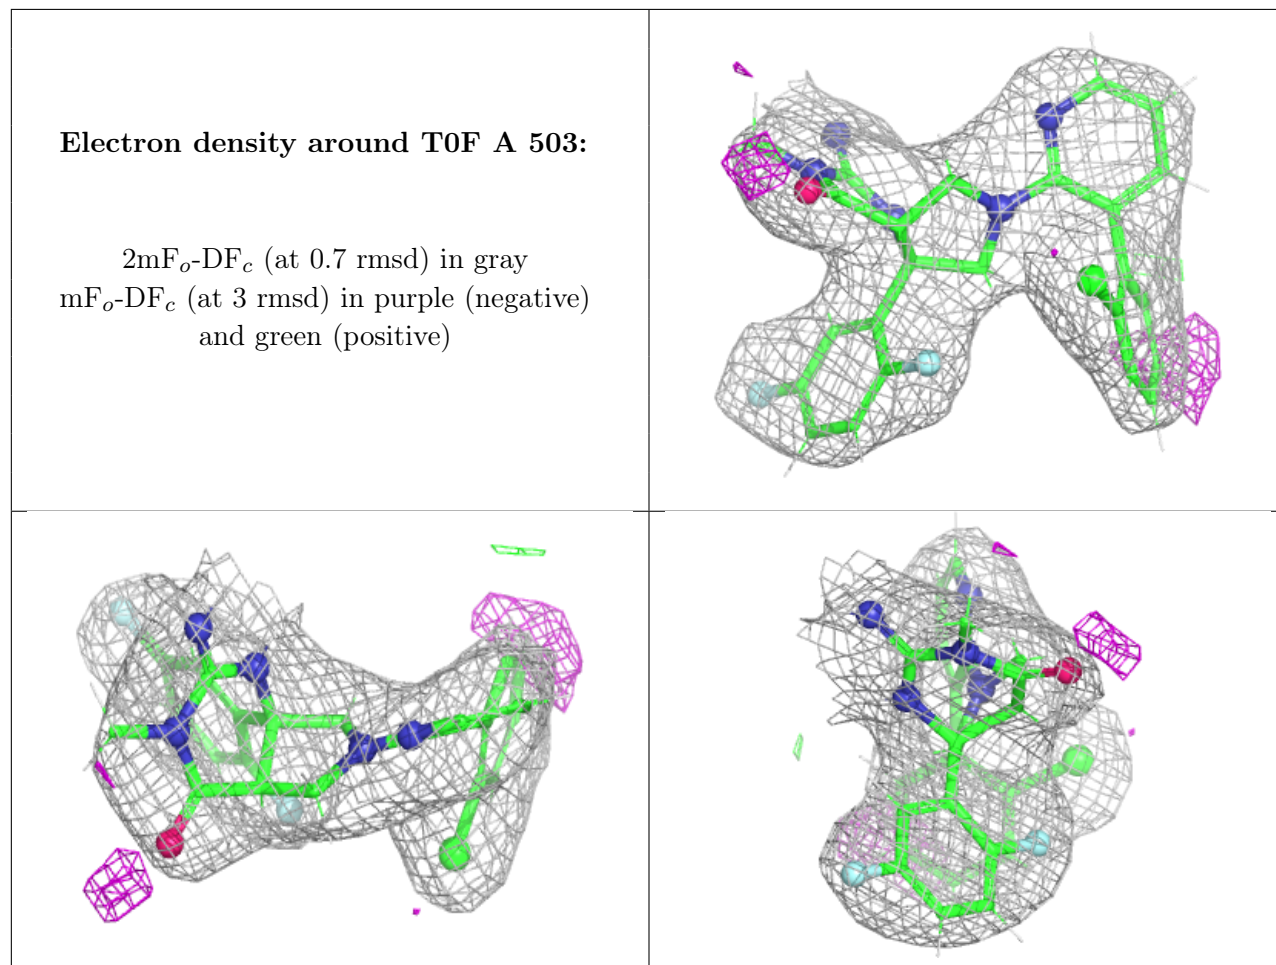 Electron density around T0F A 503:
2mFo-DFc (at 0.7 rmsd) in gray
mFo-DFc (at 3 rmsd) in purple (negative)
and green (positive)